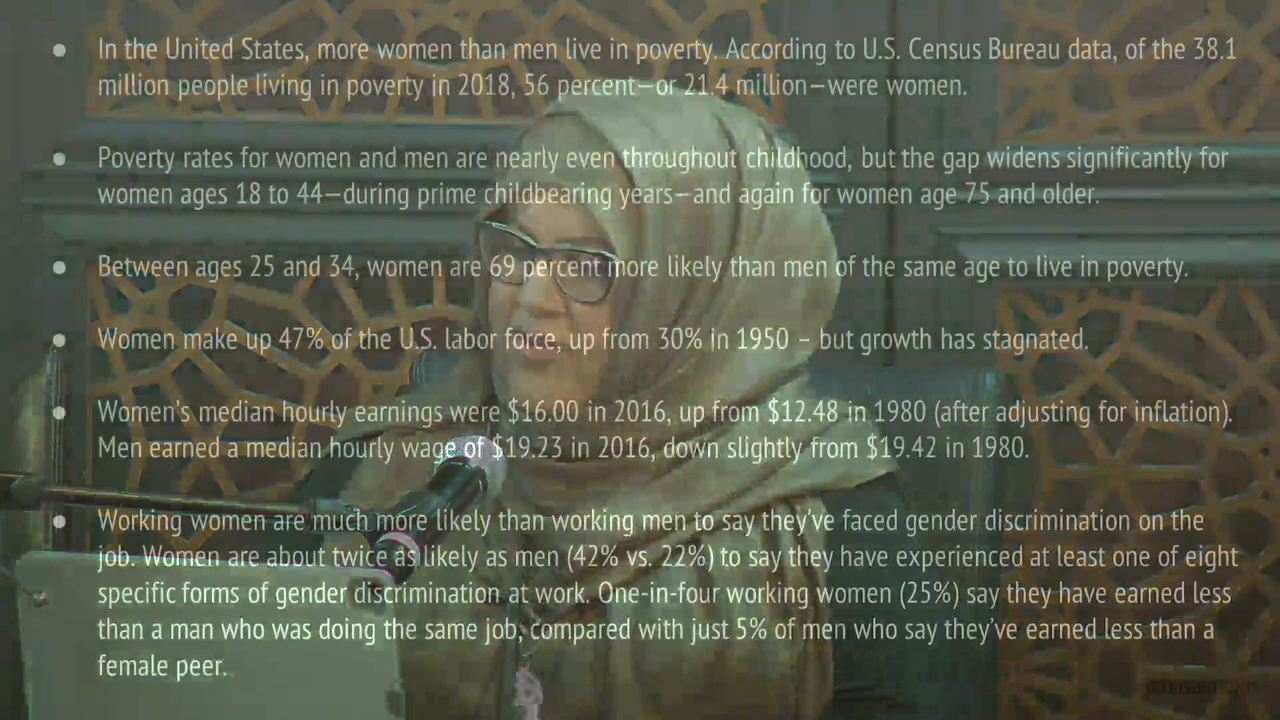 ● In the United States, more women than men live in poverty. According to U.S. Census Bureau data, of the 38.1
million people living in poverty in 2018, 56 percent—or 21.4 million—were women.
● Poverty rates for women and men are nearly even throughout childhood, but the gap widens significantly for
women ages 18 to 44—during prime childbearing years—and again for women age 75 and older.
● Between ages 25 and 34, women are 69 percent more likely than men of the same age to live in poverty.
● Women make up 47% of the U.S. labor force, up from 30% in 1950 – but growth has stagnated.
● Women's median hourly earnings were $16.00 in 2016, up from $12.48 in 1980 (after adjusting for inflation).
Men earned a median hourly wage of $19.23 in 2016, down slightly from $19.42 in 1980.
● Working women are much more likely than working men to say they've faced gender discrimination on the
job. Women are about twice as likely as men (42% vs. 22%) to say they have experienced at least one of eight
specific forms of gender discrimination at work. One-in-four working women (25%) say they have earned less
than a man who was doing the same job, compared with just 5% of men who say they've earned less than a
female peer.